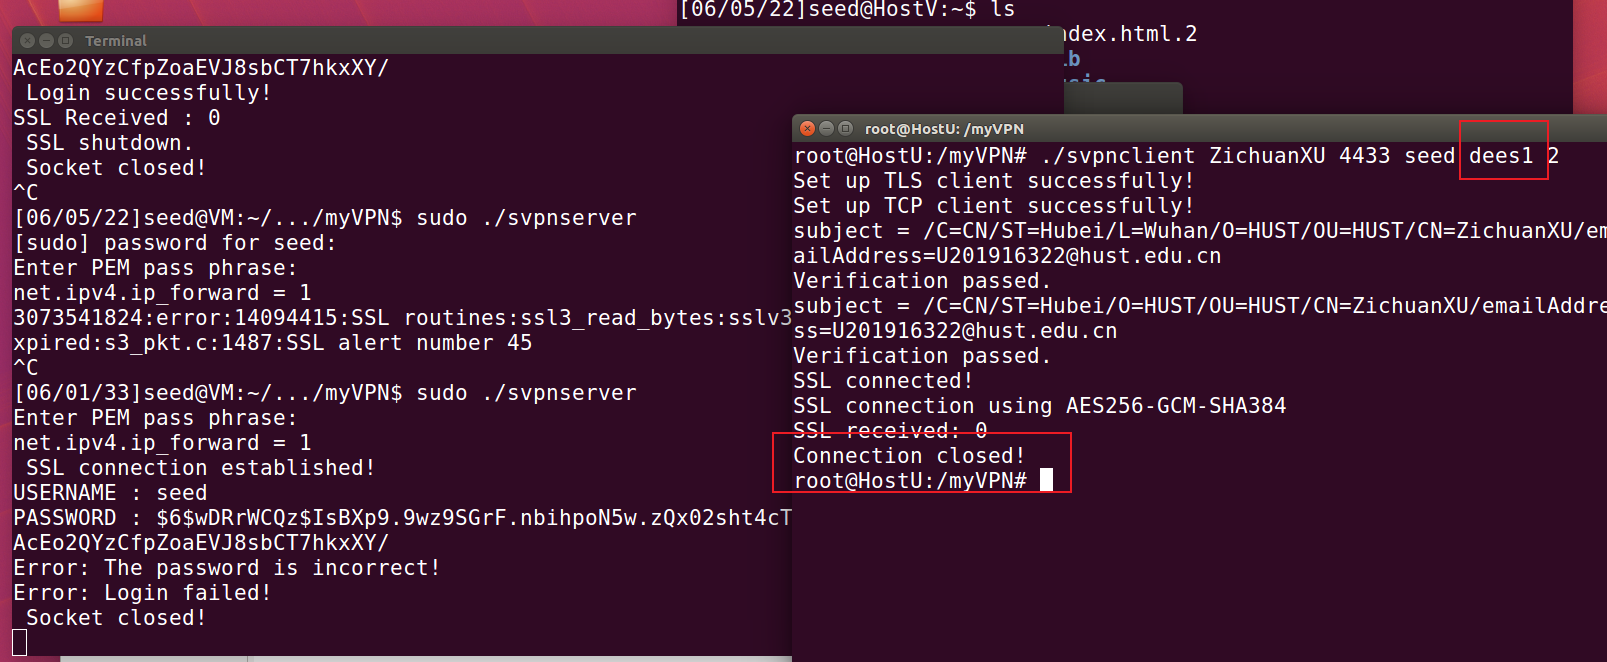 [06/05/22]seed@HostV:~$ ls
ndex.html.2
Terminal
AcEo2QYzCfpZoaEVJ8sbCT7hkxXY/
Login successfully!
SSL Received : 0
SSL shutdown.
Socket closed!
^C
[06/05/22]seed@VM:~/.../myVPN$ sudo ./svpnserver
[sudo] password for seed:
Enter PEM pass phrase:
net.ipv4.ip_forward = 1
3073541824:error:14094415:SSL routines:ssl3_read_bytes:sslv3
xpired:s3_pkt.c:1487:SSL alert number 45
^C
[06/01/33]seed@VM:~/.../myVPN$ sudo ./svpnserver
Enter PEM pass phrase:
net.ipv4.ip_forward = 1
SSL connection established!
USERNAME : seed
PASSWORD : $6$wDRrWCQz$IsBXp9.9wz9SGrF.nbihpoN5w.zQx02sht4cT
AcEo2QYzCfpZoaEVJ8sbCT7hkxXY/
Error: The password is incorrect!
Error: Login failed!
Socket closed!
root@HostU: /myVPN
root@HostU:/myVPN# ./svpnclient ZichuanXU 4433 seed dees1 2
Set up TLS client successfully!
Set up TCP client successfully!
subject = /C=CN/ST=Hubei/L=Wuhan/O=HUST/OU=HUST/CN=ZichuanXU/em
ailAddress=U201916322@hust.edu.cn
Verification passed.
subject = /C=CN/ST=Hubei/O=HUST/OU=HUST/CN=ZichuanXU/emailAddre
ss=U201916322@hust.edu.cn
Verification passed.
SSL connected!
SSL connection using AES256-GCM-SHA384
SSL received: 0
Connection closed!
root@HostU:/myVPN#